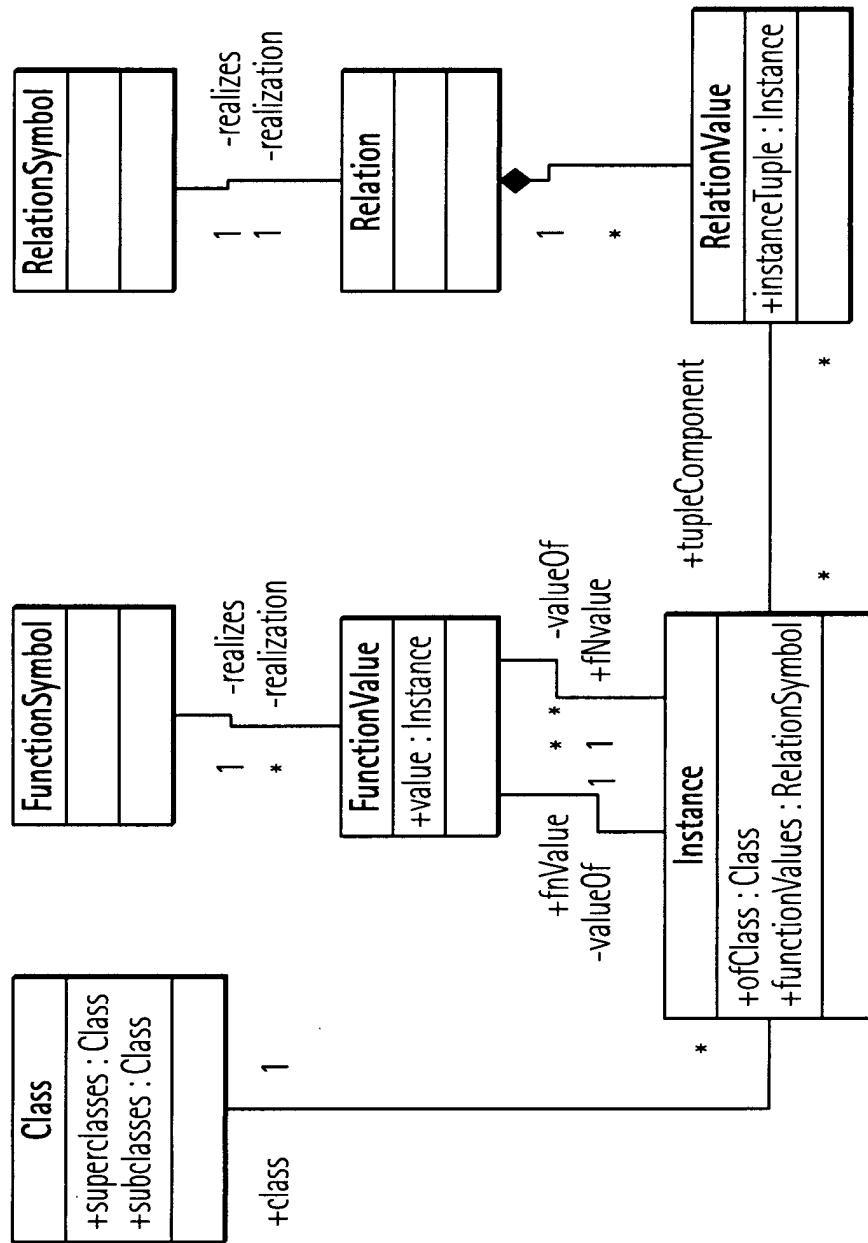 RelationSymbol
-realizes
-realization
1
1
Relation
1
*
RelationValue
+instanceTuple : Instance
+tupleComponent
*
*
FunctionSymbol
-realizes
-realization
1
*
FunctionValue
+value : Instance
-valueOf
+fNvalue
*
*
1
1
+fnValue
-valueOf
Instance
+ofClass : Class
+functionValues : RelationSymbol
Class
+superclasses : Class
+subclasses : Class
1
*
+class